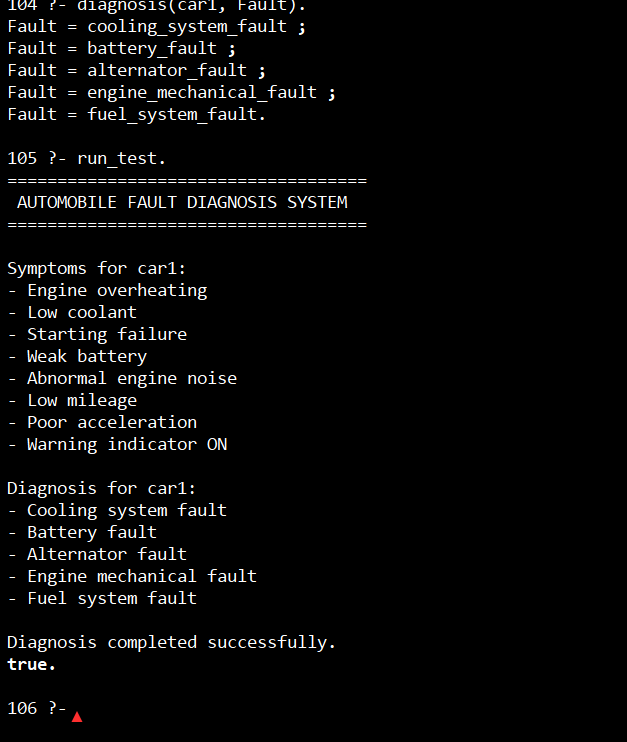 104 ?- diagnosis(car1, Fault).
Fault = cooling_system_fault ;
Fault = battery_fault ;
Fault = alternator_fault ;
Fault = engine_mechanical_fault ;
Fault = fuel_system_fault.
105 ?- run_test.
====================================
AUTOMOBILE FAULT DIAGNOSIS SYSTEM
====================================
Symptoms for car1:
- Engine overheating
- Low coolant
- Starting failure
- Weak battery
- Abnormal engine noise
- Low mileage
- Poor acceleration
- Warning indicator ON
Diagnosis for car1:
- Cooling system fault
- Battery fault
- Alternator fault
- Engine mechanical fault
- Fuel system fault
Diagnosis completed successfully.
true.
106 ?-